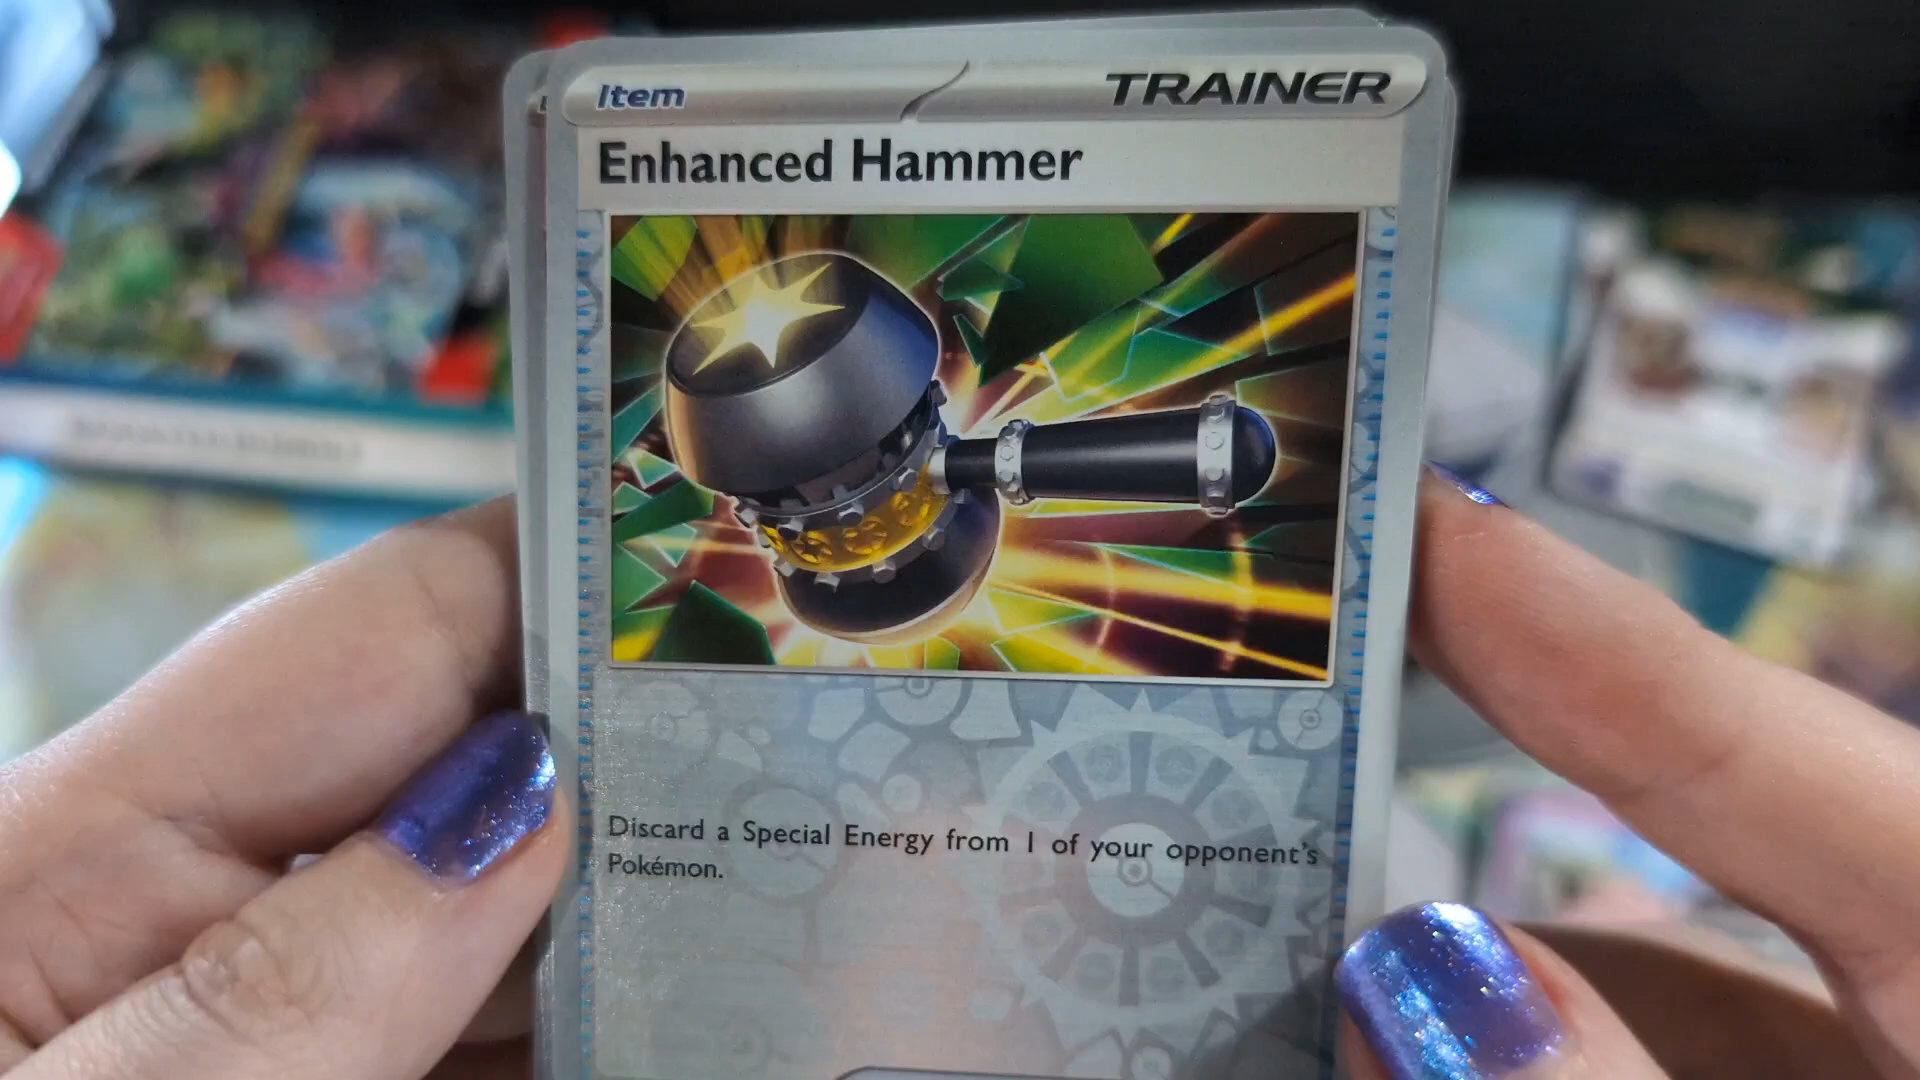 Item
TRAINER
Enhanced Hammer
Discard a Special Energy from 1 of your opponent's
Pokémon.